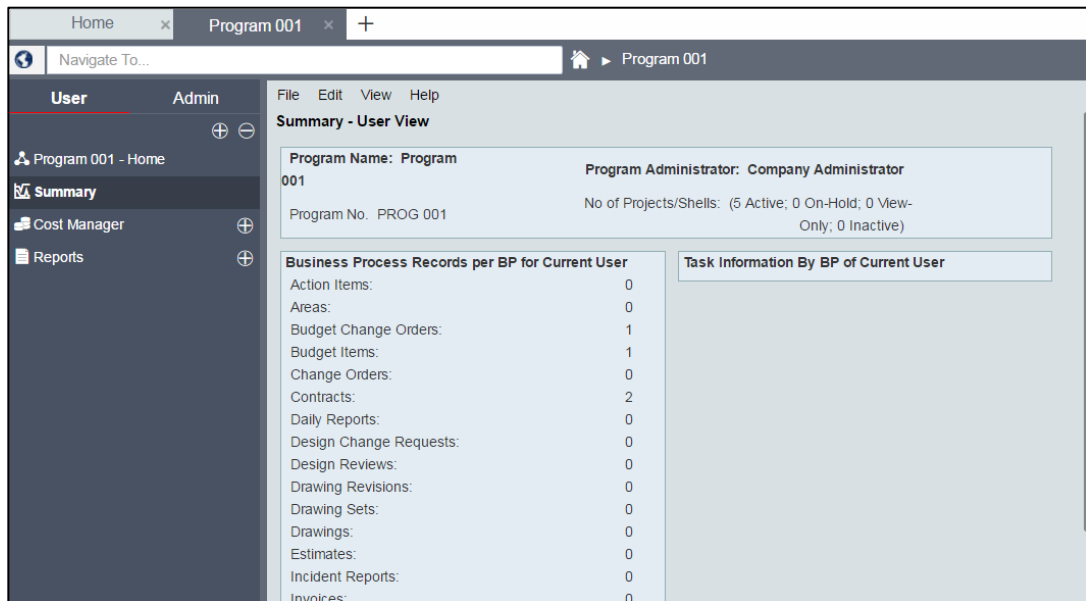 Home × Program 001 × +
Navigate To... ► Program 001
User Admin
Program 001 - Home
Summary
Cost Manager
Reports
File Edit View Help
Summary - User View
Program Name: Program
001
Program No. PROG 001
Program Administrator: Company Administrator
No of Projects/Shells: (5 Active; 0 On-Hold; 0 View-
Only; 0 Inactive)
Business Process Records per BP for Current User
Action Items: 0
Areas: 0
Budget Change Orders: 1
Budget Items: 1
Change Orders: 0
Contracts: 2
Daily Reports: 0
Design Change Requests: 0
Design Reviews: 0
Drawing Revisions: 0
Drawing Sets: 0
Drawings: 0
Estimates: 0
Incident Reports: 0
Invoices: 0
Task Information By BP of Current User